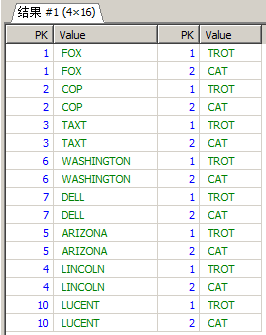 结果 #1 (4×16)
PK Value PK Value
1 FOX 1 TROT
1 FOX 2 CAT
2 COP 1 TROT
2 COP 2 CAT
3 TAXT 1 TROT
3 TAXT 2 CAT
6 WASHINGTON 1 TROT
6 WASHINGTON 2 CAT
7 DELL 1 TROT
7 DELL 2 CAT
5 ARIZONA 1 TROT
5 ARIZONA 2 CAT
4 LINCOLN 1 TROT
4 LINCOLN 2 CAT
10 LUCENT 1 TROT
10 LUCENT 2 CAT